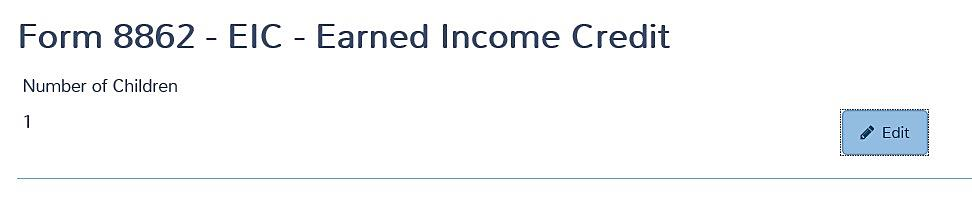 Form 8862 - EIC - Earned Income Credit
Number of Children
1
Edit